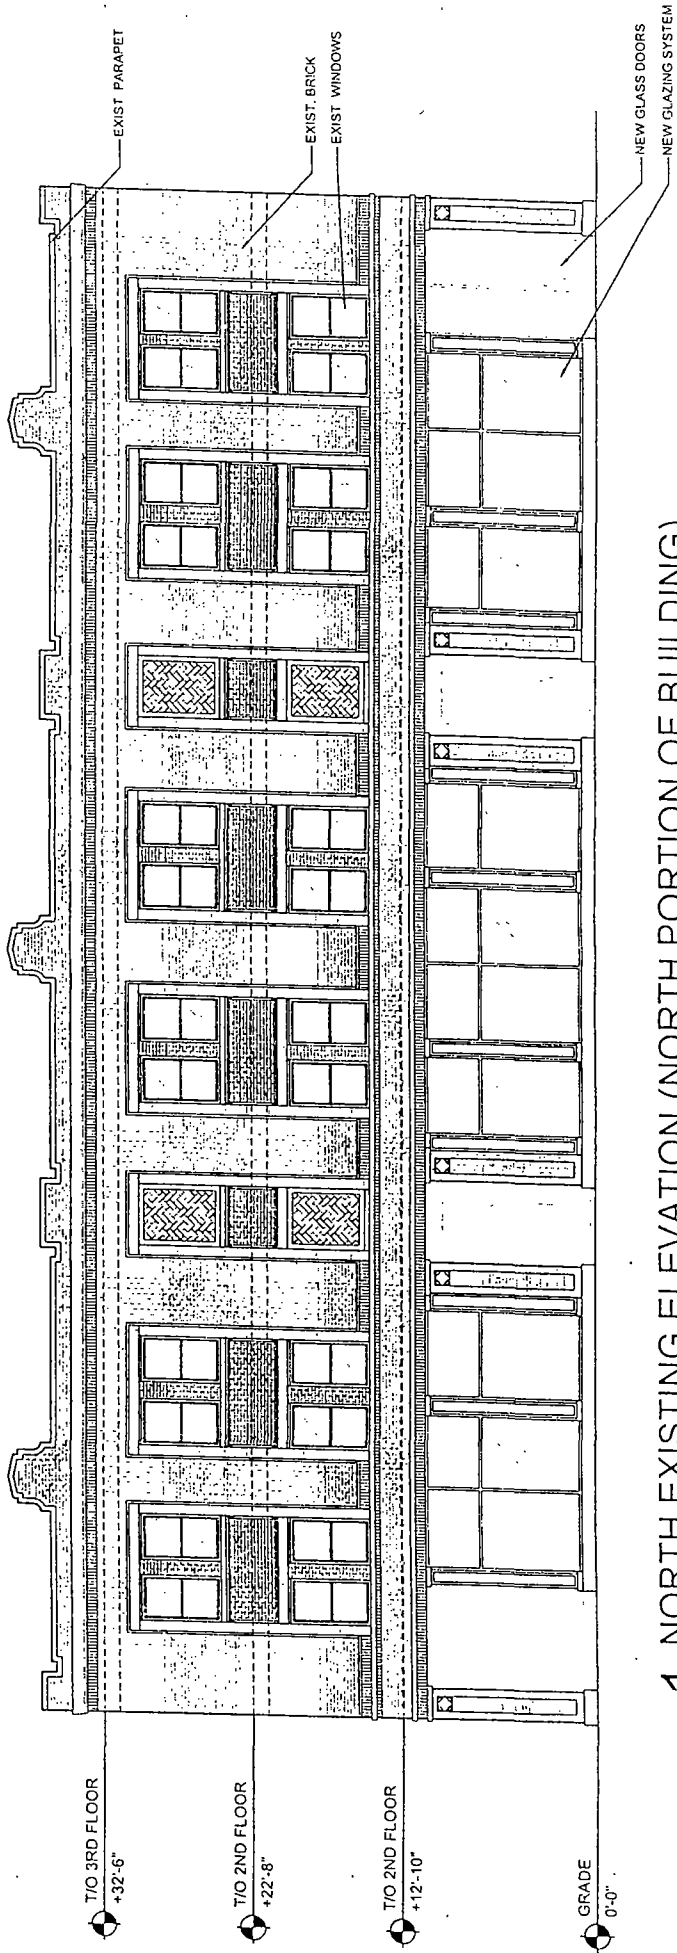 EXIST PARAPET
EXIST. BRICK
EXIST WINDOWS
NEW GLASS DOORS
NEW GLAZING SYSTEM
T/O 3RD FLOOR
+32'-6"
T/O 2ND FLOOR
+22'-8"
T/O 2ND FLOOR
+12'-10"
GRADE
0'-0"
1 NORTH EXISTING ELEVATION (NORTH PORTION OF BUILDING)